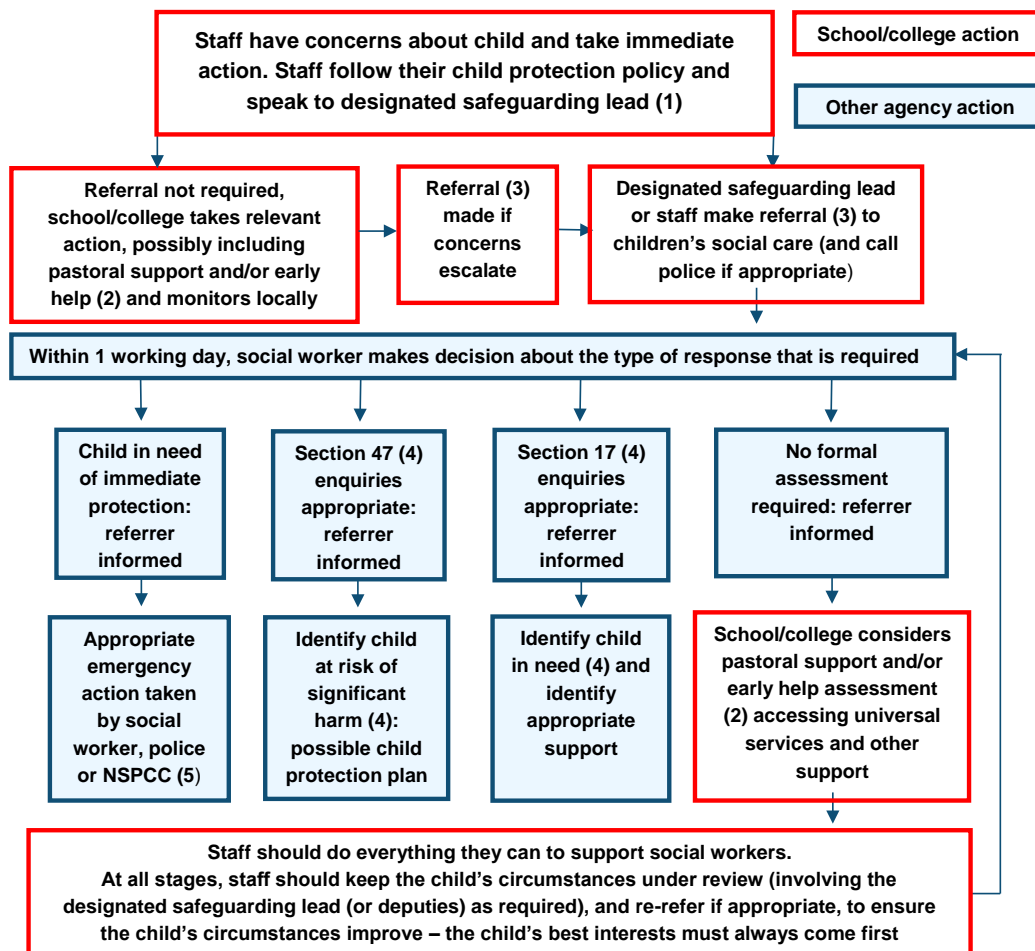 Staff have concerns about child and take immediate
action. Staff follow their child protection policy and
speak to designated safeguarding lead (1)
School/college action
Other agency action
Referral not required,
school/college takes relevant
action, possibly including
pastoral support and/or early
help (2) and monitors locally
Referral (3)
made if
concerns
escalate
Designated safeguarding lead
or staff make referral (3) to
children’s social care (and call
police if appropriate)
Within 1 working day, social worker makes decision about the type of response that is required
Child in need
of immediate
protection:
referrer
informed
Section 47 (4)
enquiries
appropriate:
referrer
informed
Section 17 (4)
enquiries
appropriate:
referrer
informed
No formal
assessment
required: referrer
informed
Appropriate
emergency
action taken
by social
worker, police
or NSPCC (5)
Identify child
at risk of
significant
harm (4):
possible child
protection plan
Identify child
in need (4) and
identify
appropriate
support
School/college considers
pastoral support and/or
early help assessment
(2) accessing universal
services and other
support
Staff should do everything they can to support social workers.
At all stages, staff should keep the child’s circumstances under review (involving the
designated safeguarding lead (or deputies) as required), and re-refer if appropriate, to ensure
the child’s circumstances improve – the child’s best interests must always come first